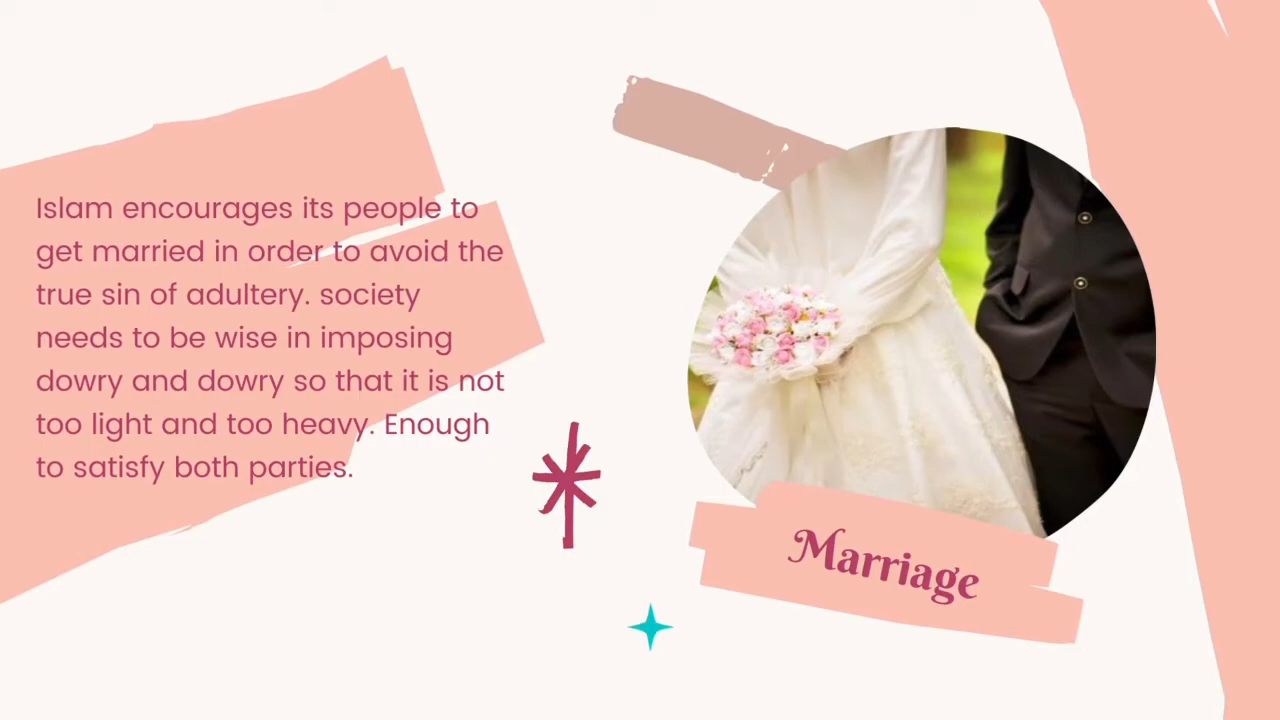 Islam encourages its people to
get married in order to avoid the
true sin of adultery. society
needs to be wise in imposing
dowry and dowry so that it is not
too light and too heavy. Enough
to satisfy both parties.
Marriage